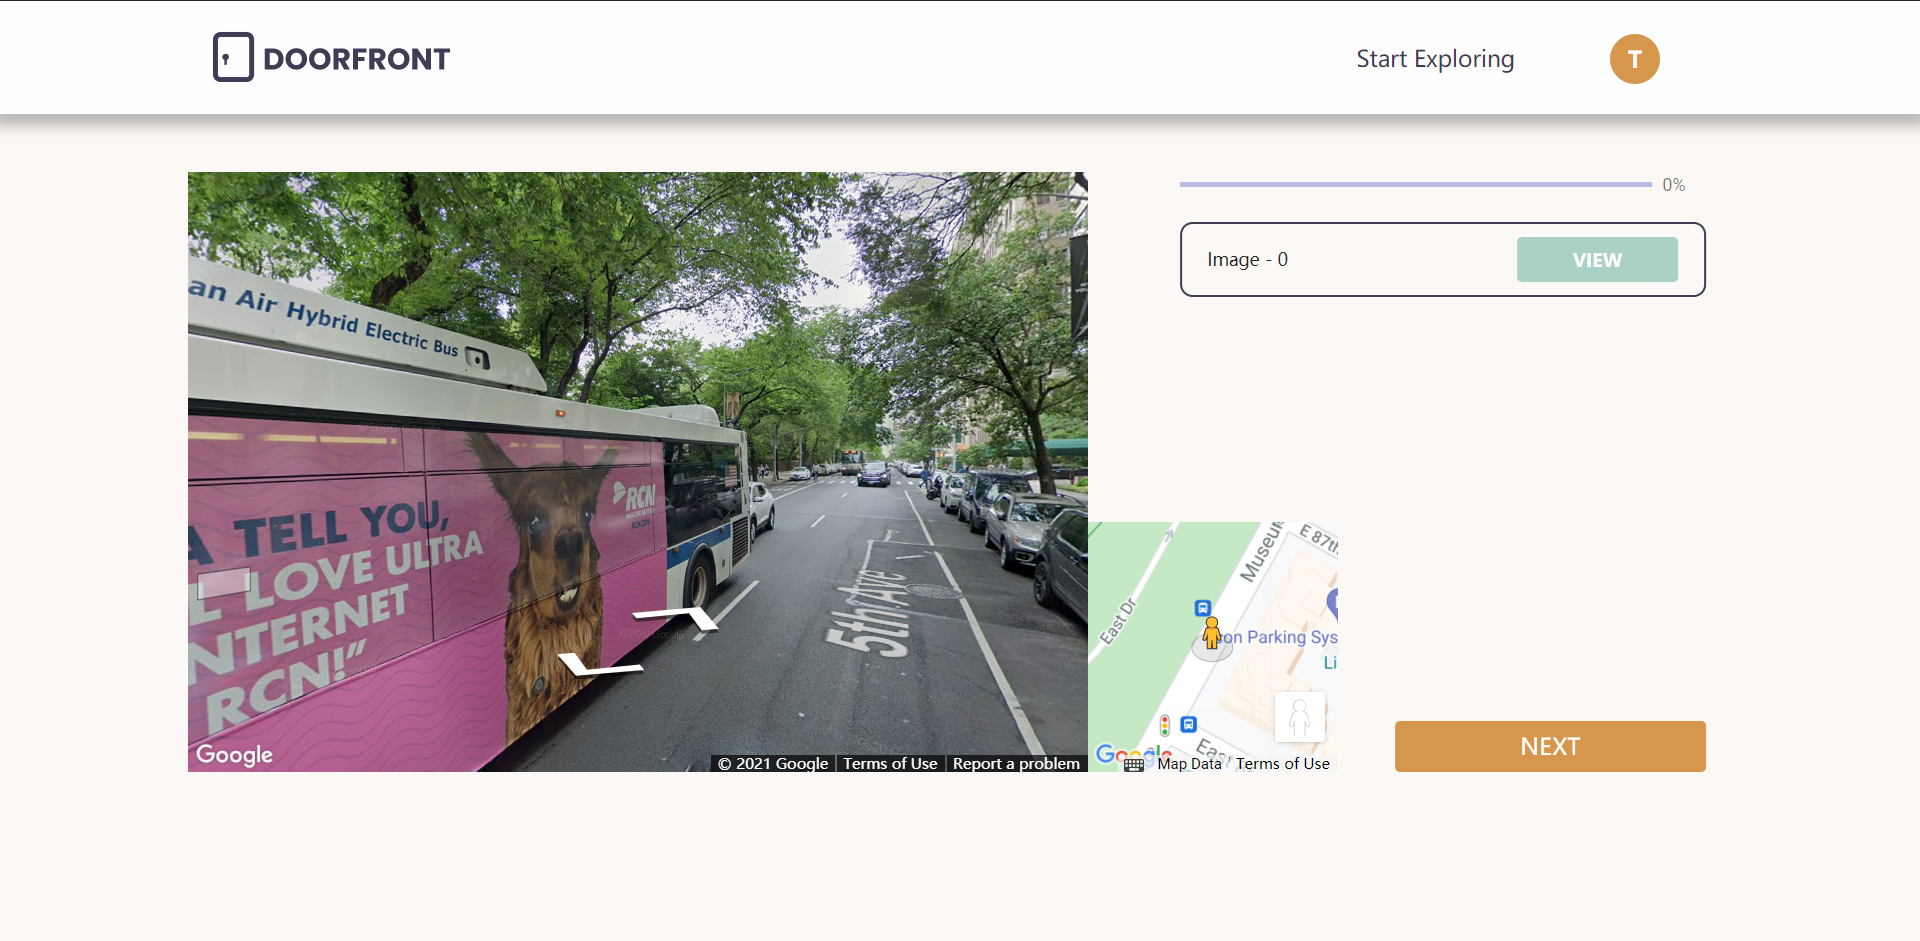 DOORFRONT
Start Exploring
T
an Air Hybrid Electric Bus
A TELL YOU,
L LOVE ULTRA
NTERNET
RCN!”
RCN
5th Ave
Google
© 2021 Google
Terms of Use
Report a problem
0%
Image - 0
VIEW
Museum
E 87th
East Dr
on Parking Sys
Li
East
Google
Map Data
Terms of Use
NEXT